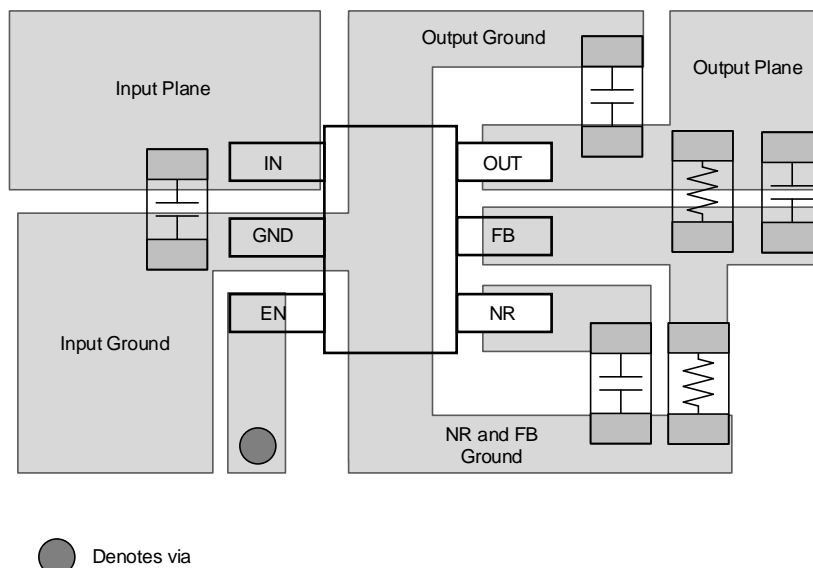 Output Ground
Input Plane
Output Plane
IN
OUT
GND
FB
EN
NR
Input Ground
NR and FB
Ground
Denotes via